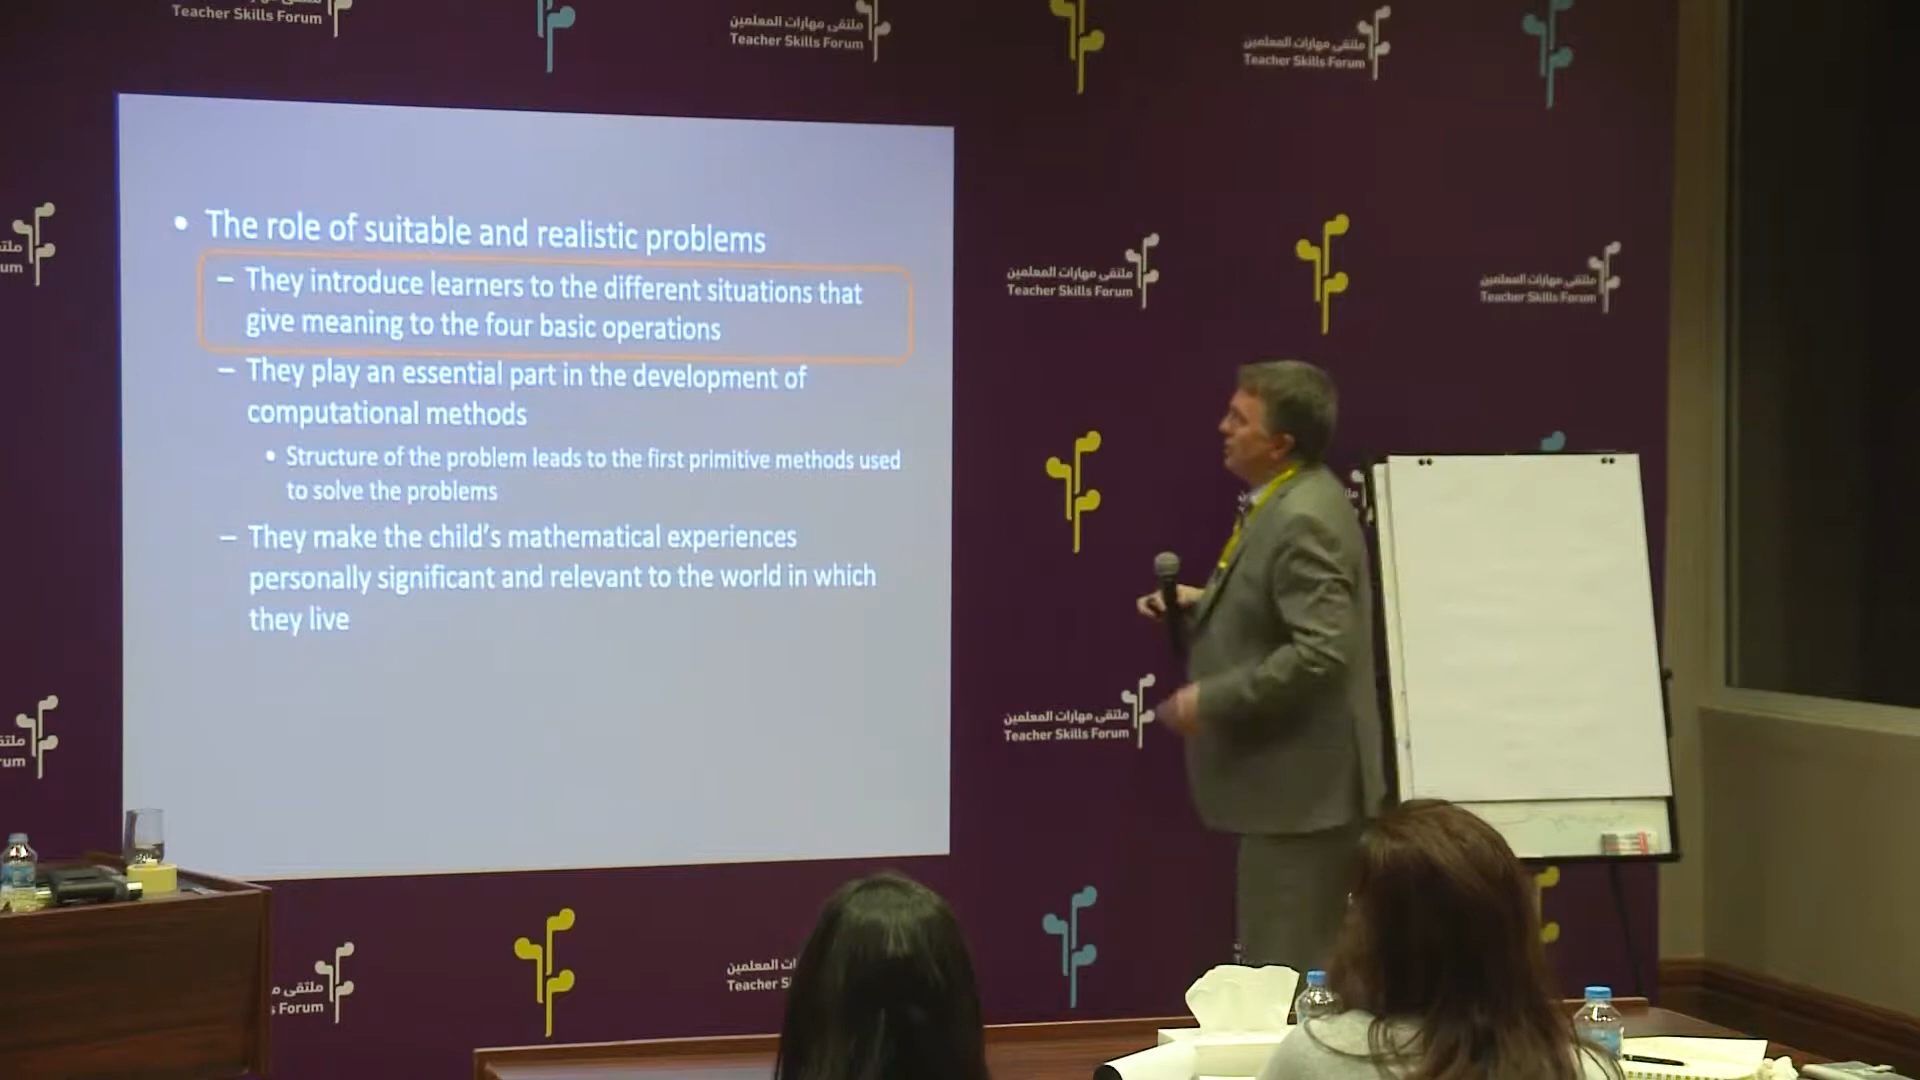 Teacher Skills Forum
ملتقى مهارات المعلمين
Teacher Skills Forum
ملتقى مهارات المعلمين
Teacher Skills Forum
• The role of suitable and realistic problems
– They introduce learners to the different situations that
give meaning to the four basic operations
– They play an essential part in the development of
computational methods
• Structure of the problem leads to the first primitive methods used
to solve the problems
– They make the child's mathematical experiences
personally significant and relevant to the world in which
they live
ملتقى مهارات المعلمين
Teacher Skills Forum
ملتقى مهارات المعلمين
Teacher Skills Forum
ملتقى مهارات المعلمين
Teacher Skills Forum
Forum
Teacher